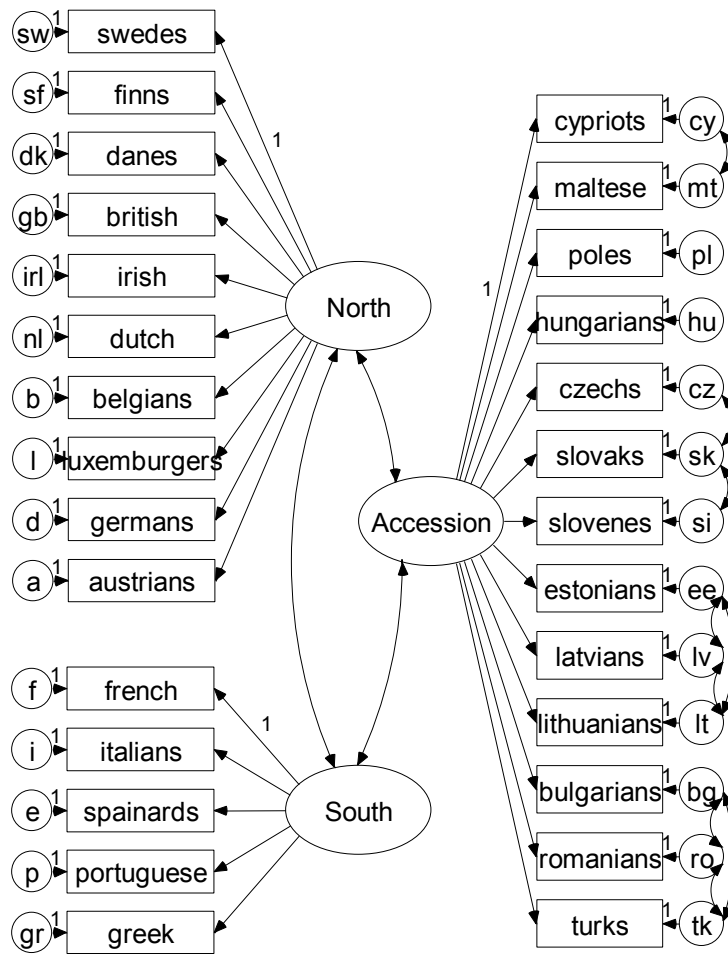 sw 1 swedes
sf 1 finns
dk 1 danes
gb 1 british
irl 1 irish
nl 1 dutch
b 1 belgians
l 1 luxemburgers
d 1 germans
a 1 austrians
1
North
f 1 french
i 1 italians
e 1 spainards
p 1 portuguese
gr 1 greek
1
South
Accession
1
cypriots 1 cy
maltese 1 mt
poles 1 pl
hungarians 1 hu
czechs 1 cz
slovaks 1 sk
slovenes 1 si
estonians 1 ee
latvians 1 lv
lithuanians 1 lt
bulgarians 1 bg
romanians 1 ro
turks 1 tk